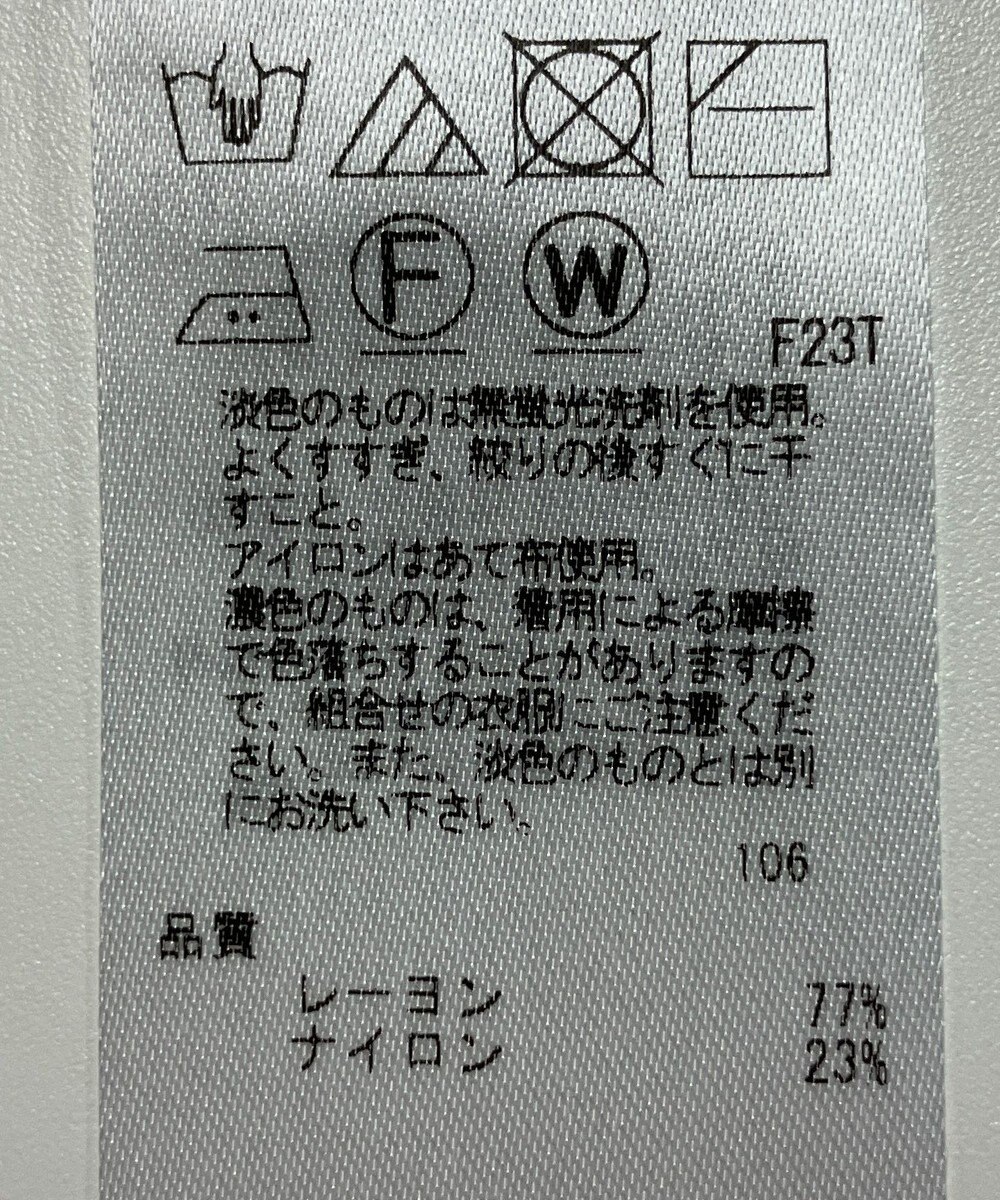 F
W
F23T
淡色のものは無蛍光洗剤を使用。
よくすすぎ、絞りの後すぐに干
すこと。
アイロンはあて布使用。
濃色のものは、着用による摩擦
で色落ちすることがありますの
で、組合せの衣服にご注意くだ
さい。また、淡色のものとは別
にお洗い下さい。
106
品質
レーヨン 77%
ナイロン 23%